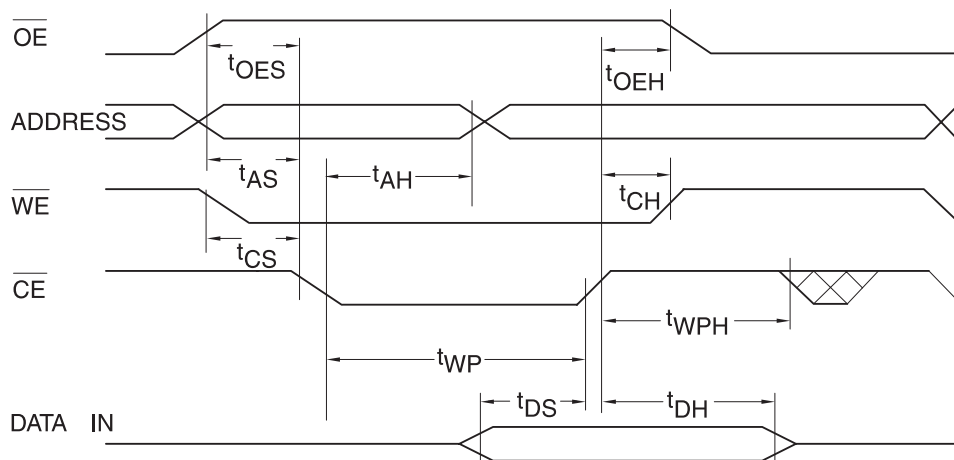 OE
tOES
tOEH
ADDRESS
tAS
tAH
tCH
WE
tCS
CE
tWPH
tWP
tDS
tDH
DATA IN